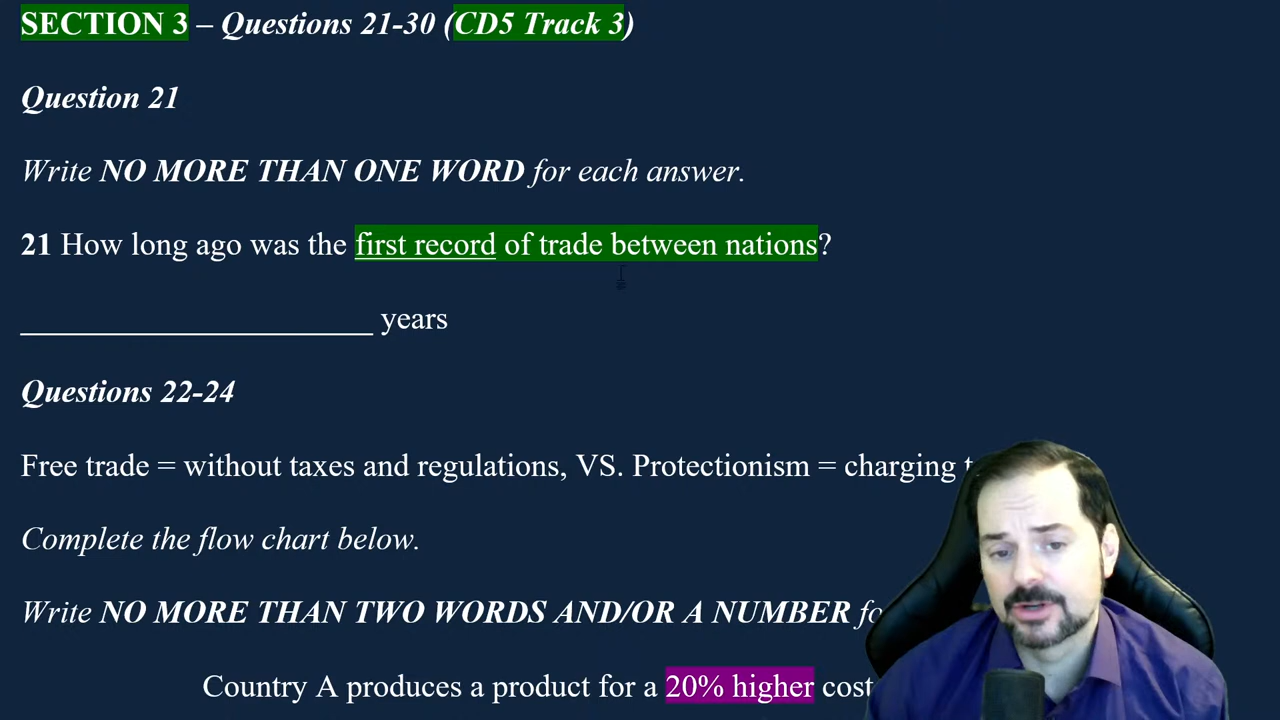 SECTION 3 – Questions 21-30 (CD5 Track 3)
Question 21
Write NO MORE THAN ONE WORD for each answer.
21 How long ago was the first record of trade between nations?
______________________ years
Questions 22-24
Free trade = without taxes and regulations, VS. Protectionism = charging
Complete the flow chart below.
Write NO MORE THAN TWO WORDS AND/OR A NUMBER
Country A produces a product for a 20% higher cost